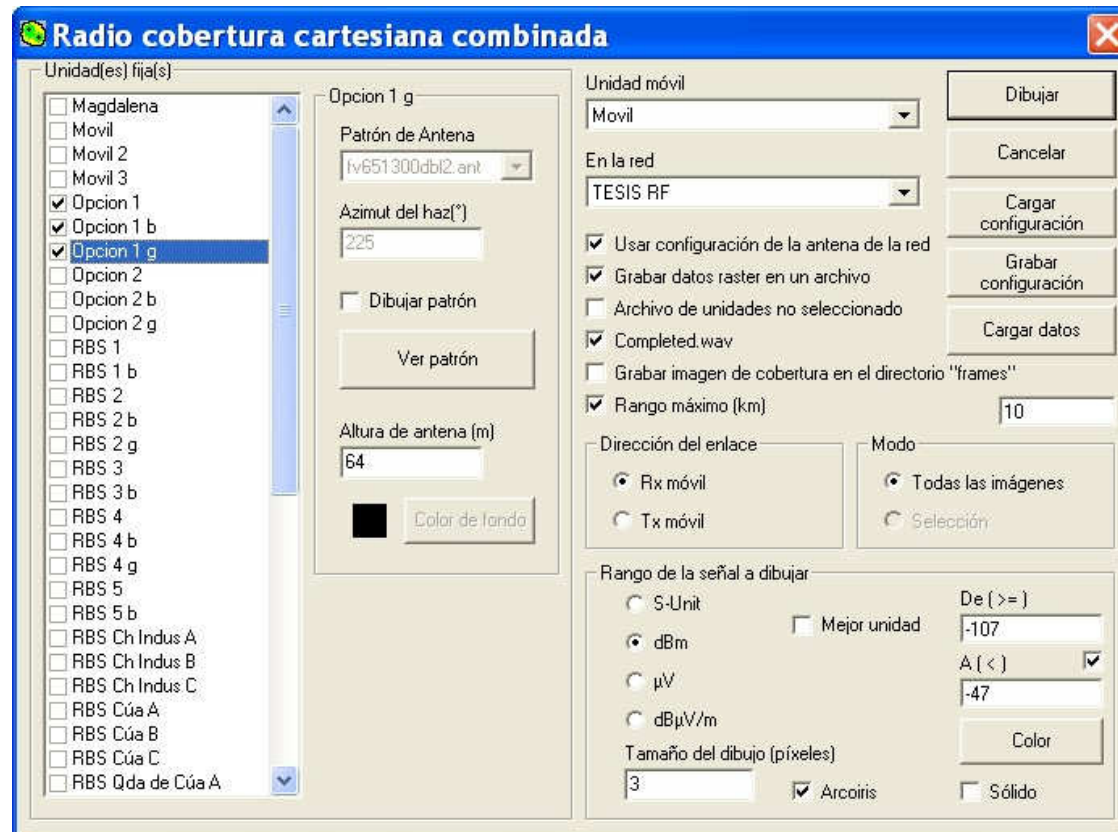 Radio cobertura cartesiana combinada
Unidad(es) fija(s)
Magdalena
Movil
Movil 2
Movil 3
Opcion 1
Opcion 1 b
Opcion 1 g
Opcion 2
Opcion 2 b
Opcion 2 g
RBS 1
RBS 1 b
RBS 2
RBS 2 b
RBS 2 g
RBS 3
RBS 3 b
RBS 4
RBS 4 b
RBS 4 g
RBS 5
RBS 5 b
RBS Ch Indus A
RBS Ch Indus B
RBS Ch Indus C
RBS Cúa A
RBS Cúa B
RBS Cúa C
RBS Qda de Cúa A
Opcion 1 g
Patrón de Antena
fv651300dbl2.ant
Azimut del haz(°)
225
Dibujar patrón
Ver patrón
Altura de antena (m)
64
Color de fondo
Unidad móvil
Movil
En la red
TESIS RF
Usar configuración de la antena de la red
Grabar datos raster en un archivo
Archivo de unidades no seleccionado
Completed.wav
Grabar imagen de cobertura en el directorio "frames"
Rango máximo (km)
10
Dibujar
Cancelar
Cargar
configuración
Grabar
configuración
Cargar datos
Dirección del enlace
Rx móvil
Tx móvil
Modo
Todas las imágenes
Selección
Rango de la señal a dibujar
S-Unit
dBm
µV
dBµV/m
Mejor unidad
De ( >= )
-107
A ( < )
-47
Color
Tamaño del dibujo (píxeles)
3
Arcoiris
Sólido